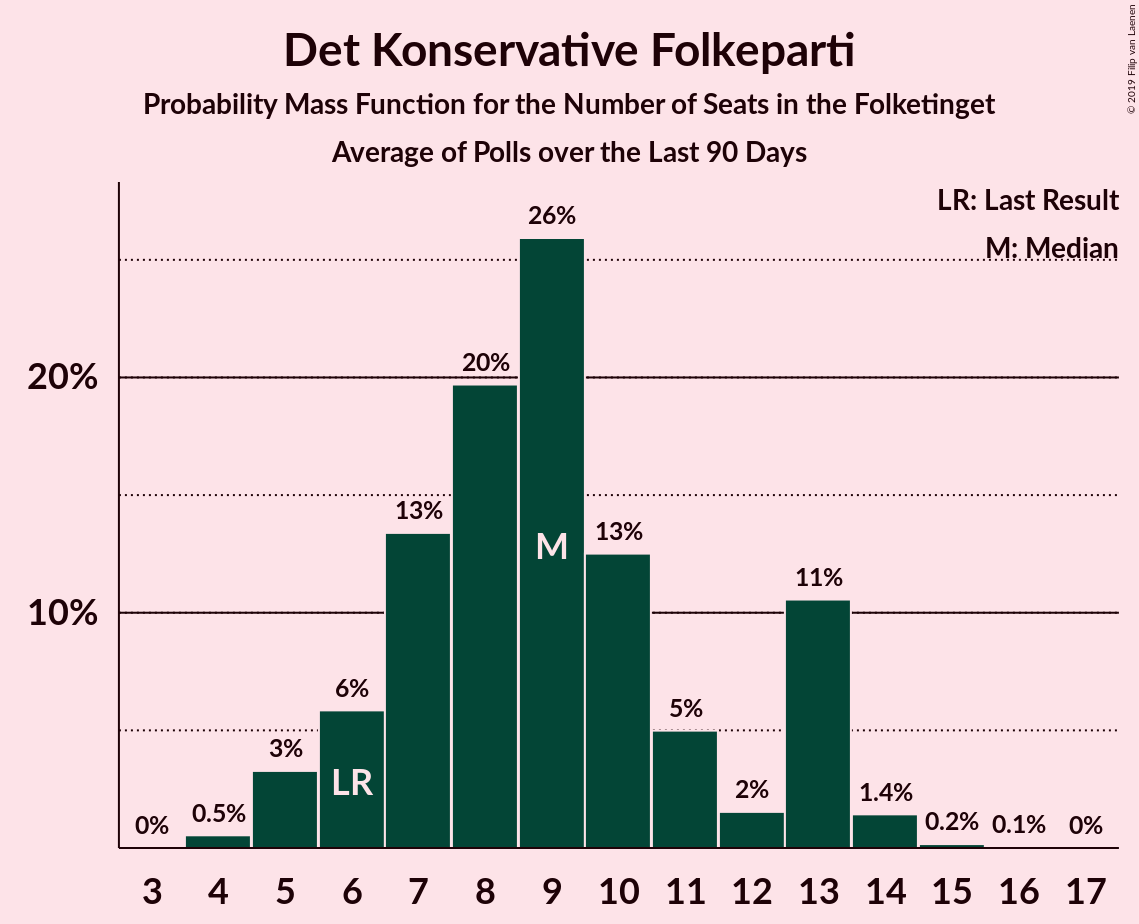 Det Konservative Folkeparti
Probability Mass Function for the Number of Seats in the Folketinget
Average of Polls over the Last 90 Days
© 2019 Filip van Laenen
LR: Last Result
M: Median
26%
20%
20%
13%
M
13%
11%
10%
6%
5%
3%
LR
2%
1.4%
0.5%
0%
0.2%
0.1%
0%
3 4 5 6 7 8 9 10 11 12 13 14 15 16 17